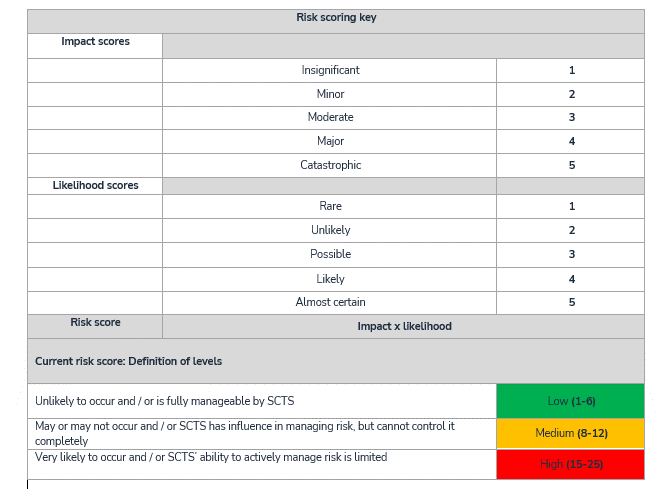 Risk scoring key
Impact scores
Insignificant 1
Minor 2
Moderate 3
Major 4
Catastrophic 5
Likelihood scores
Rare 1
Unlikely 2
Possible 3
Likely 4
Almost certain 5
Risk score Impact x likelihood
Current risk score: Definition of levels
Unlikely to occur and / or is fully manageable by SCTS Low (1-6)
May or may not occur and / or SCTS has influence in managing risk, but cannot control it
completely Medium (8-12)
Very likely to occur and / or SCTS' ability to actively manage risk is limited High (15-25)